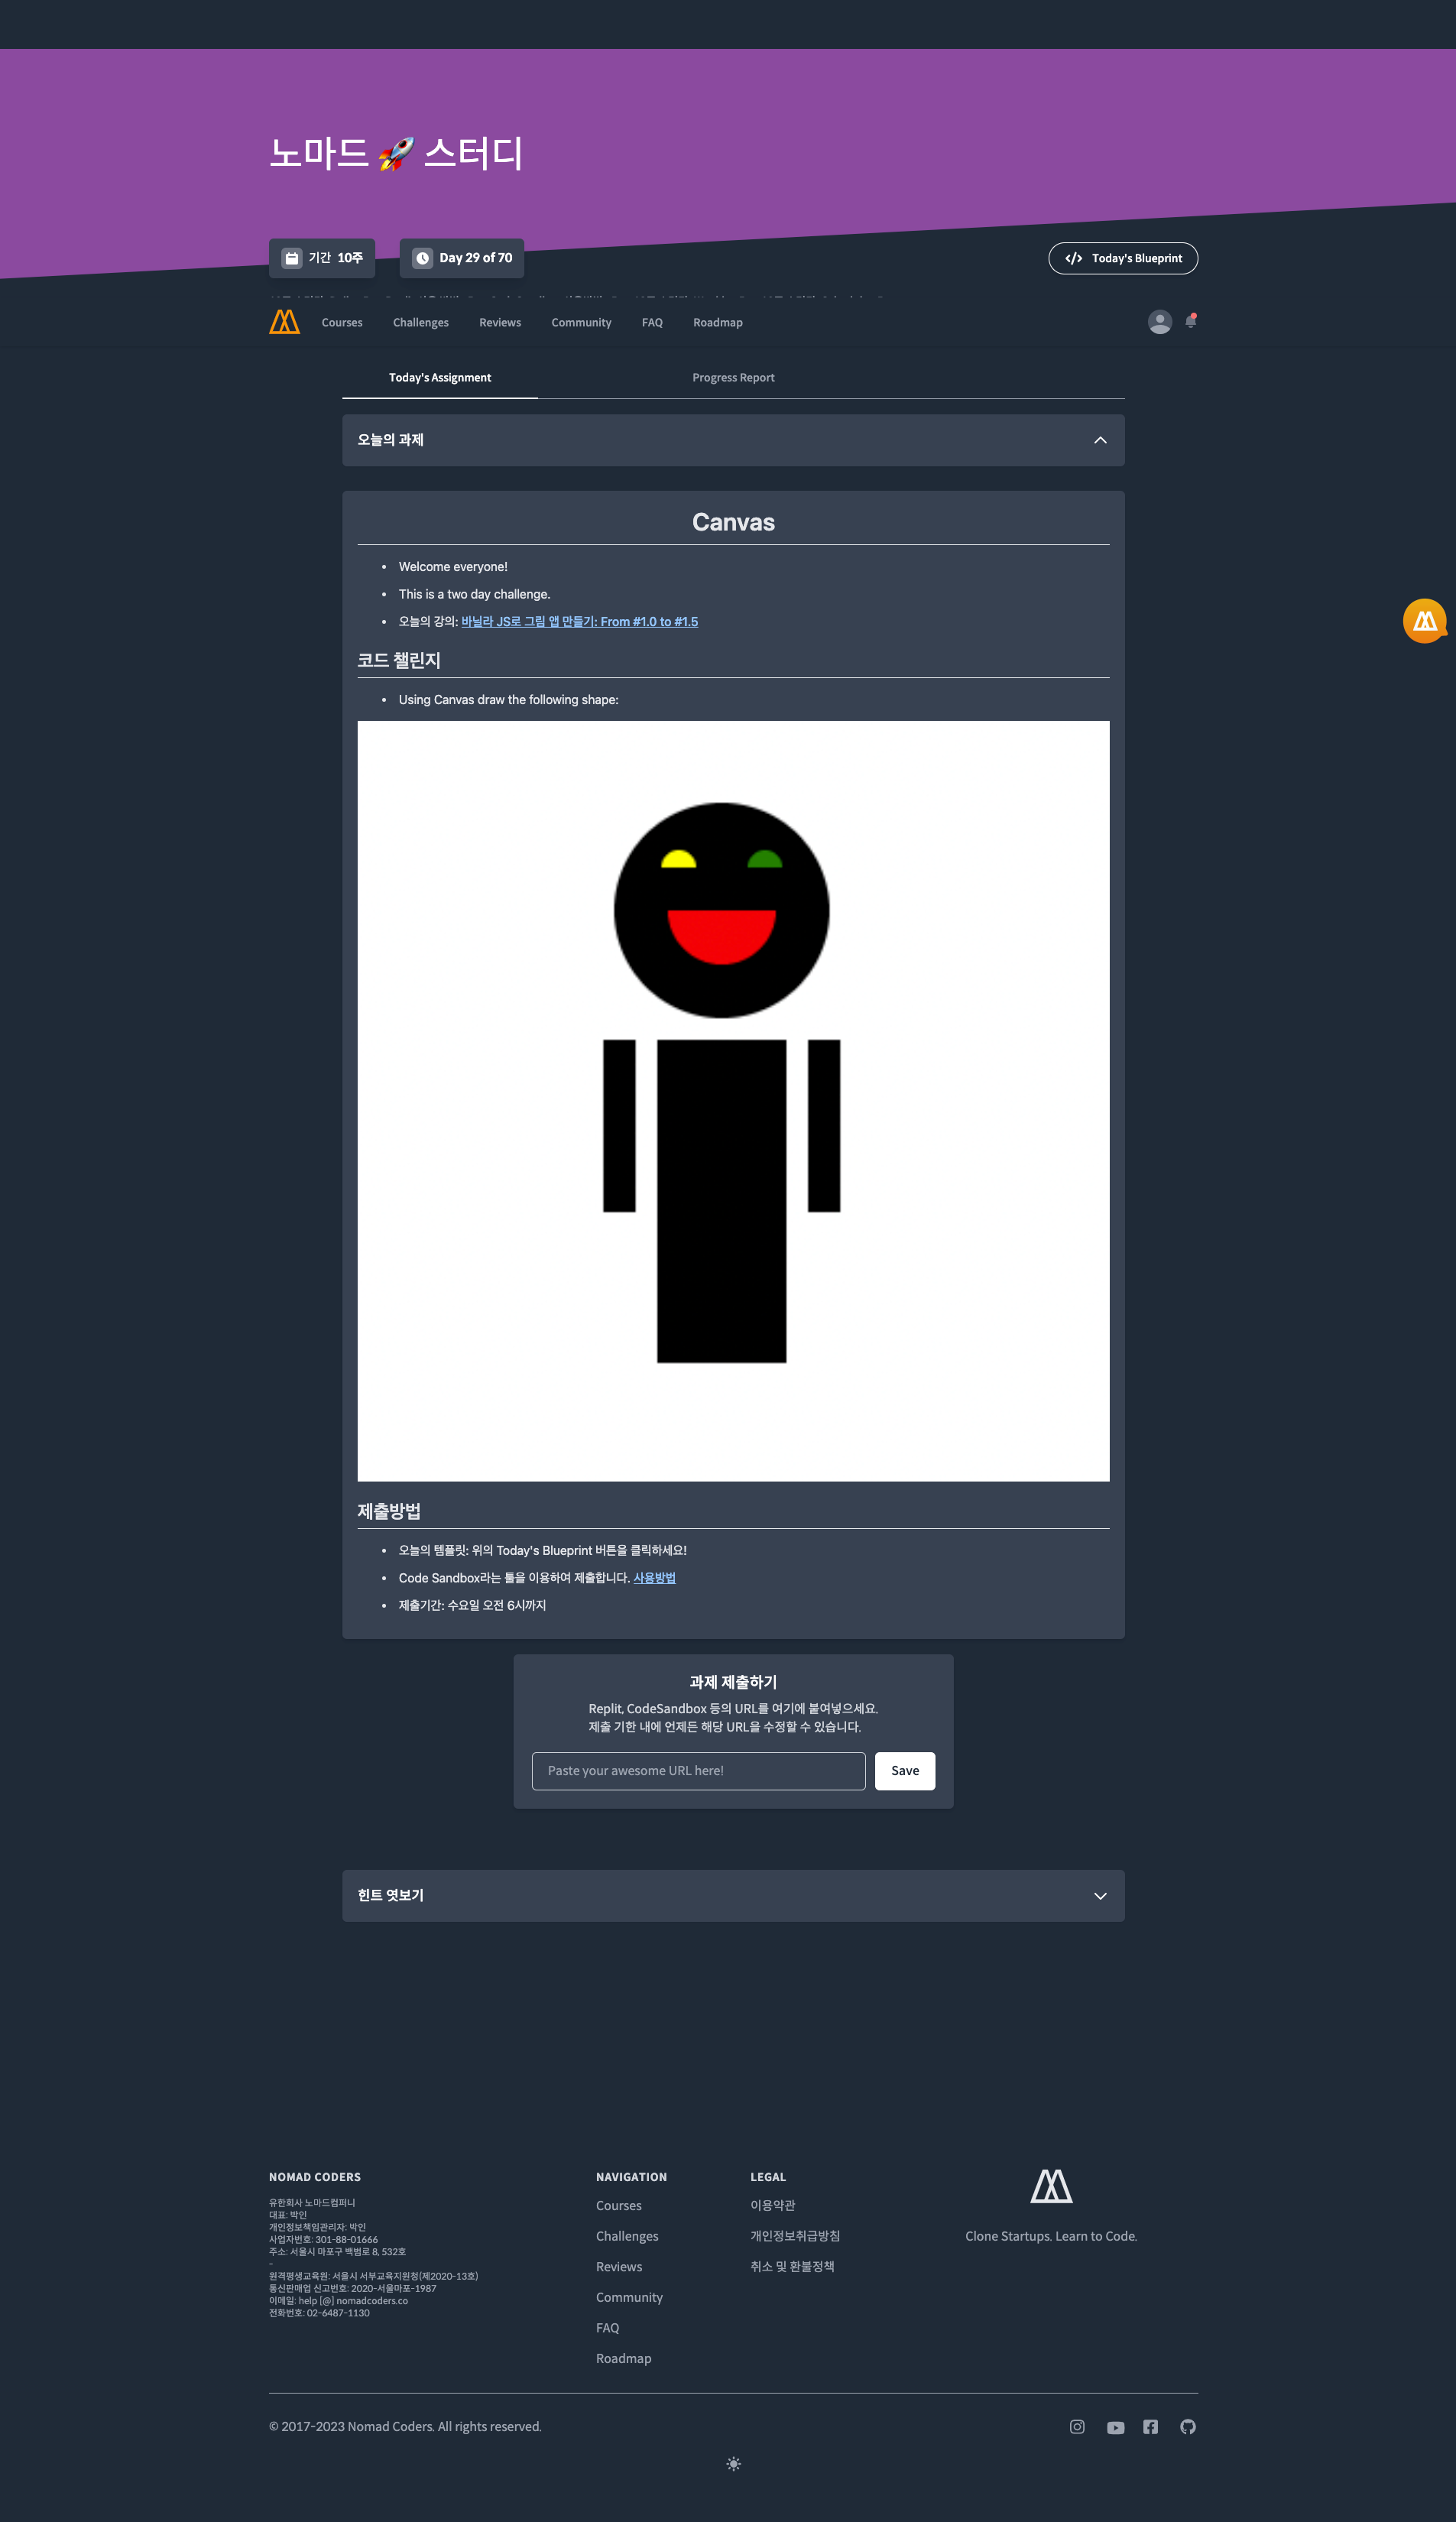 노마드 🚀 스터디
기간 10주
Day 29 of 70
Today's Blueprint
Courses
Challenges
Reviews
Community
FAQ
Roadmap
Today's Assignment
Progress Report
오늘의 과제
Canvas
Welcome everyone!
This is a two day challenge.
오늘의 강의: 바닐라 JS로 그림 앱 만들기: From #1.0 to #1.5
코드 챌린지
Using Canvas draw the following shape:
제출방법
오늘의 템플릿: 위의 Today's Blueprint 버튼을 클릭하세요!
Code Sandbox라는 툴을 이용하여 제출합니다. 사용방법
제출기간: 수요일 오전 6시까지
과제 제출하기
Replit, CodeSandbox 등의 URL를 여기에 붙여넣으세요.
제출 기한 내에 언제든 해당 URL을 수정할 수 있습니다.
Paste your awesome URL here!
Save
힌트 엿보기
NOMAD CODERS
유한회사 노마드컴퍼니
대표: 박인
개인정보책임관리자: 박인
사업자번호: 301-88-01666
주소: 서울시 마포구 백범로 8, 532호
-
원격평생교육원: 서울시 서부교육지원청(제2020-13호)
통신판매업 신고번호: 2020-서울마포-1987
이메일: help [@] nomadcoders.co
전화번호: 02-6487-1130
NAVIGATION
Courses
Challenges
Reviews
Community
FAQ
Roadmap
LEGAL
이용약관
개인정보취급방침
취소 및 환불정책
Clone Startups. Learn to Code.
© 2017-2023 Nomad Coders. All rights reserved.